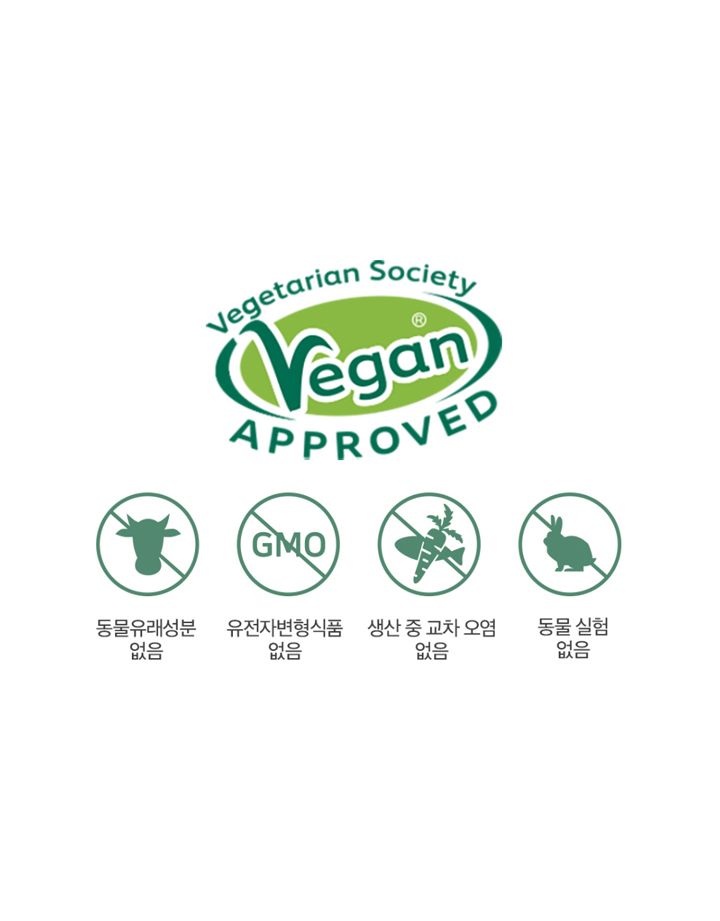 Vegetarian Society
Vegan®
APPROVED
GMO
동물유래성분
없음
유전자변형식품
없음
생산 중 교차 오염
없음
동물 실험
없음